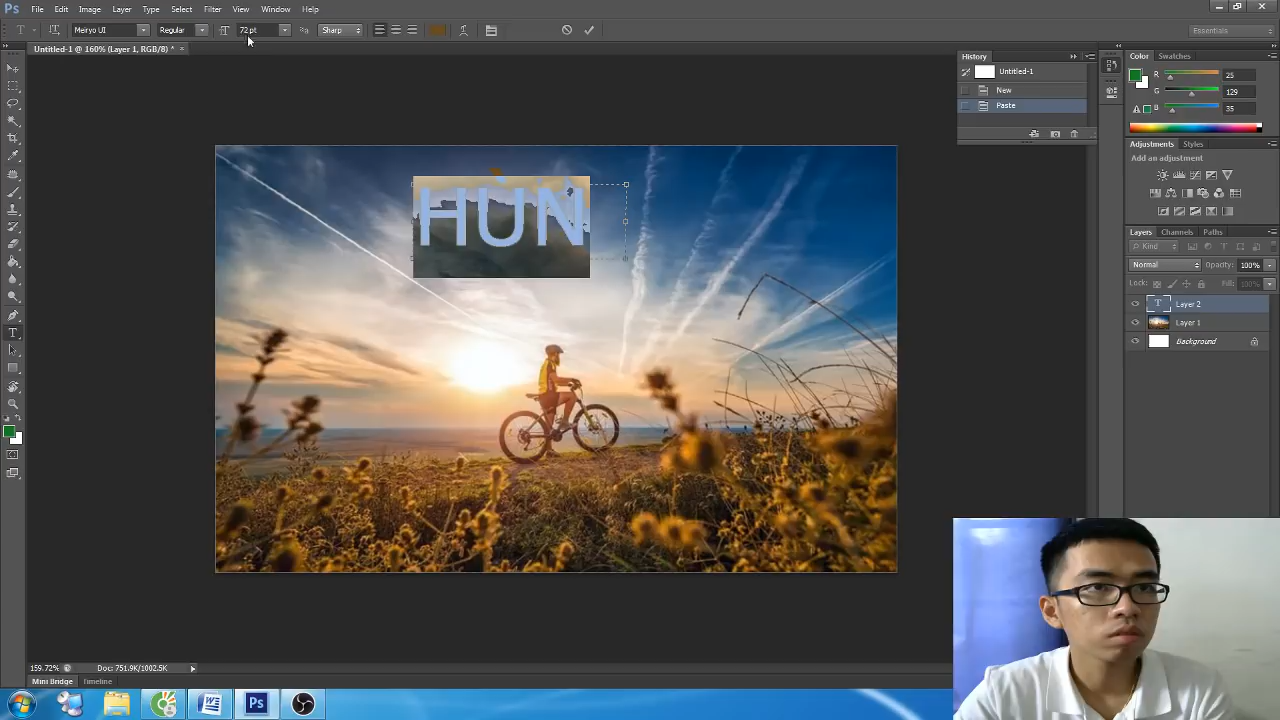 Ps File Edit Image Layer Type Select Filter View Window Help
T Meiryo UI Regular 72 pt Sharp Essentials
Untitled-1 @ 160% (Layer 1, RGB/8) * ×
History
Untitled-1
New
Paste
Color Swatches
R 25
G 129
B 35
Adjustments Styles
Add an adjustment
Layers Channels Paths
Kind
Normal Opacity: 100%
Lock: Fill: 100%
T Layer 2
Layer 1
Background
HÙN
159.72% Doc: 751.9K/1002.5K
Mini Bridge Timeline
W Ps